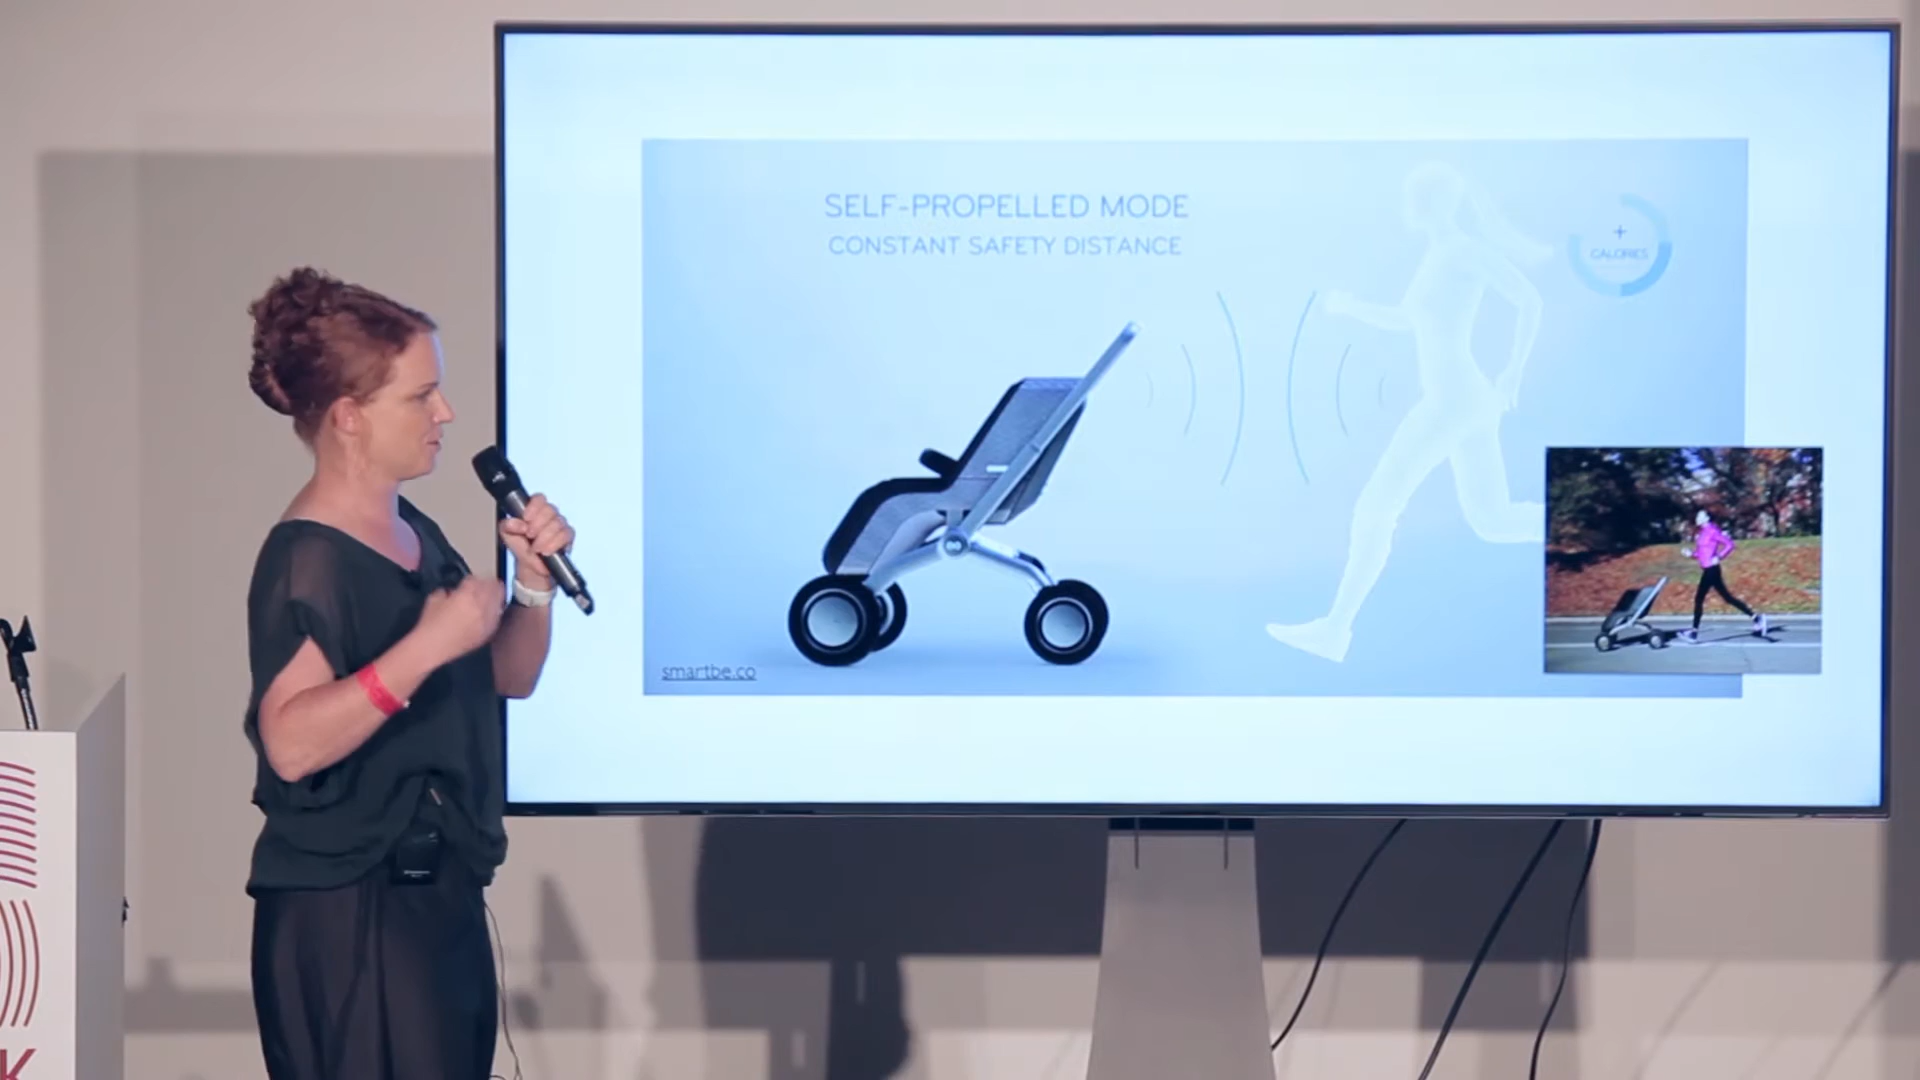 SELF-PROPELLED MODE
CONSTANT SAFETY DISTANCE
+
CALORIES
smartbe.co
K